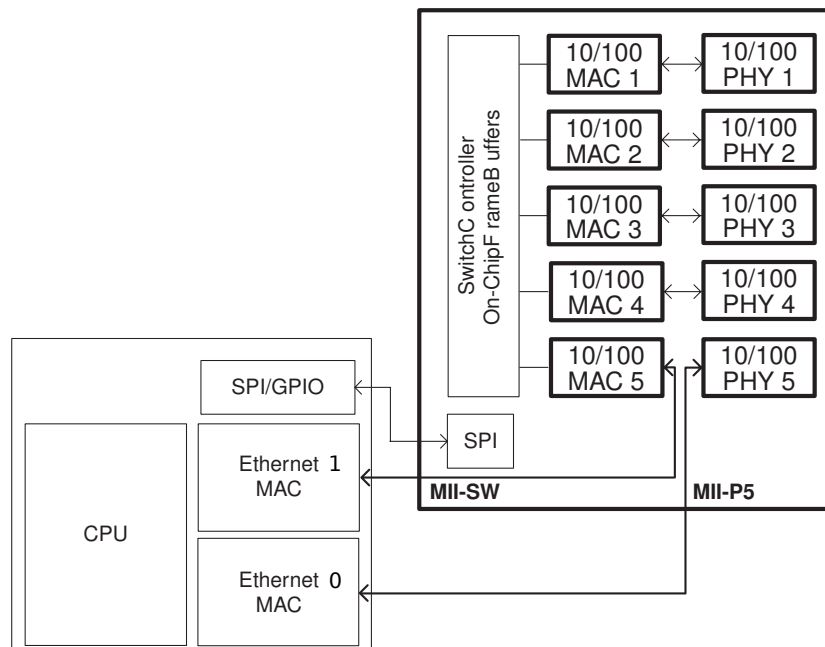 10/100
MAC 1
10/100
PHY 1
10/100
MAC 2
10/100
PHY 2
10/100
MAC 3
10/100
PHY 3
10/100
MAC 4
10/100
PHY 4
10/100
MAC 5
10/100
PHY 5
SwitchC ontroller
On-ChipF rameB uffers
SPI/GPIO
SPI
Ethernet 1
MAC
MII-SW
MII-P5
CPU
Ethernet 0
MAC